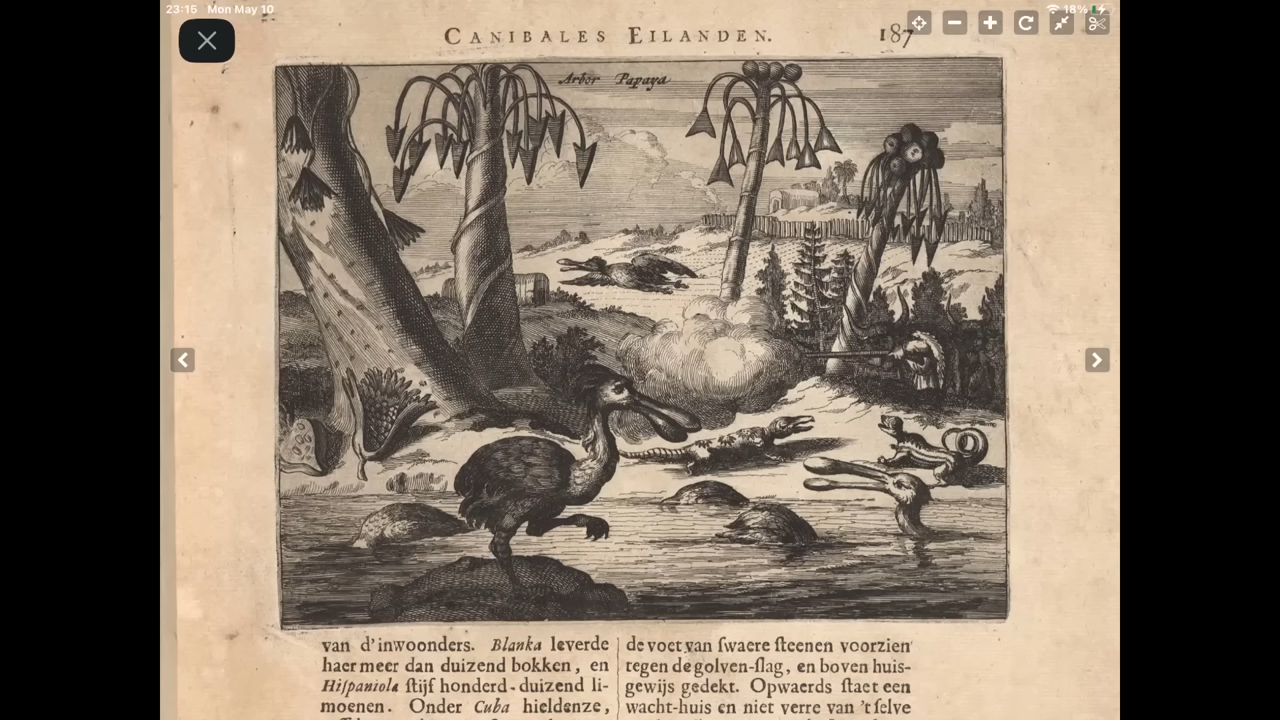 23:15 Mon May 10
18%
CANIBALES EILANDEN. 187
Arbor Papaya
van d'inwoonders. Blanka leverde
haer meer dan duizend bokken, en
Hiſpaniola ſtijf honderd-duizend li-
moenen. Onder Cuba hieldenze,
de voet van ſwaere ſteenen voorzien
tegen de golven-ſlag, en boven huis-
gewijs gedekt. Opwaerds ſtaet een
wacht-huis en niet verre van 't ſelve